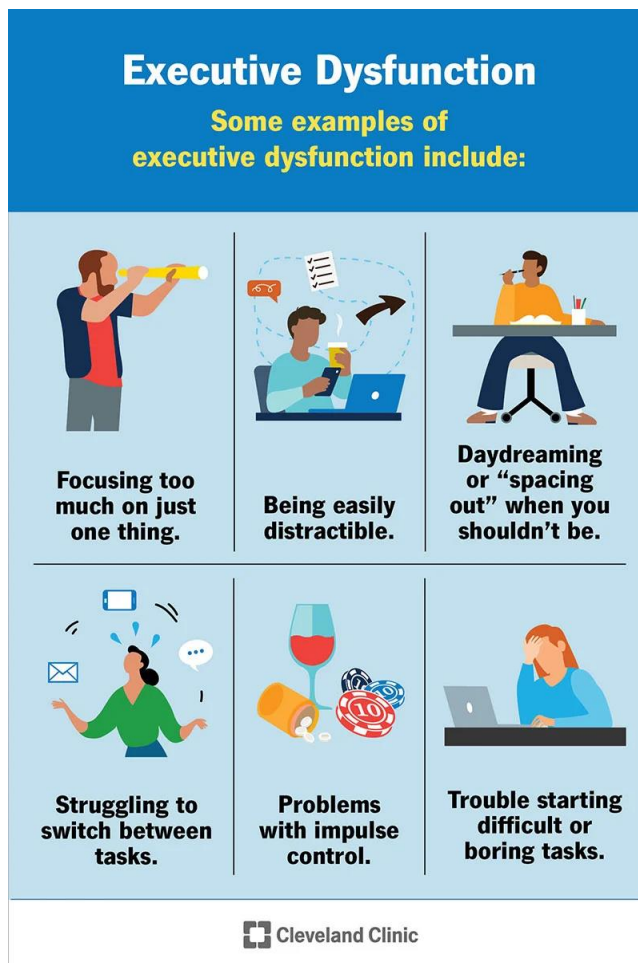 Executive Dysfunction
Some examples of
executive dysfunction include:
Focusing too
much on just
one thing.
Being easily
distractible.
Daydreaming
or “spacing
out” when you
shouldn’t be.
Struggling to
switch between
tasks.
10
Problems
with impulse
control.
Trouble starting
difficult or
boring tasks.
Cleveland Clinic